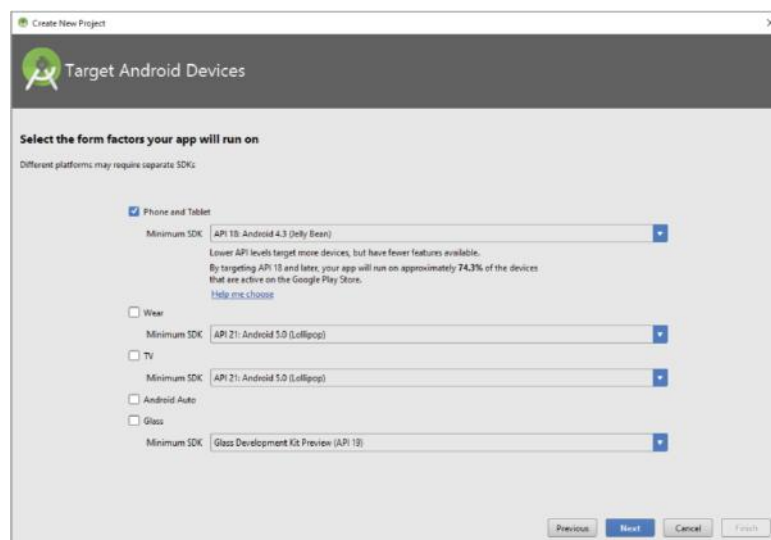 Create New Project
Target Android Devices
Select the form factors your app will run on
Different platforms may require separate SDKs
Phone and Tablet
Minimum SDK API 18: Android 4.3 (Jelly Bean)
Lower API levels target more devices, but have fewer features available.
By targeting API 18 and later, your app will run on approximately 74.3% of the devices
that are active on the Google Play Store.
Help me choose
Wear
Minimum SDK API 21: Android 5.0 (Lollipop)
TV
Minimum SDK API 21: Android 5.0 (Lollipop)
Android Auto
Glass
Minimum SDK Glass Development Kit Preview (API 19)
Previous Next Cancel Finish